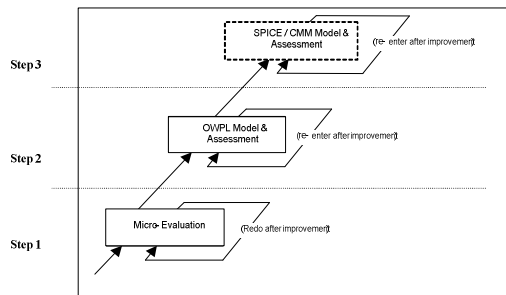 SPICE / CMM Model &
Assessment
(re- enter after improvement)
Step 3
OWPL Model &
Assessment
(re- enter after improvement)
Step 2
Micro- Evaluation
(Redo after improvement)
Step 1